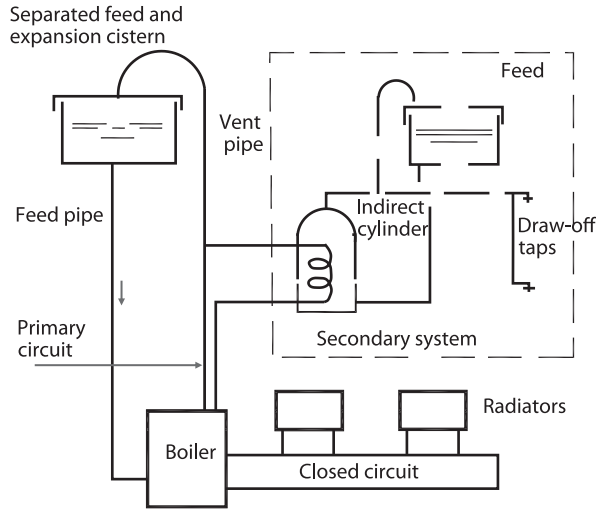 Separated feed and
expansion cistern
Feed
Vent
pipe
Feed pipe
Indirect
cylinder
Draw-off
taps
Primary
circuit
Secondary system
Radiators
Boiler
Closed circuit